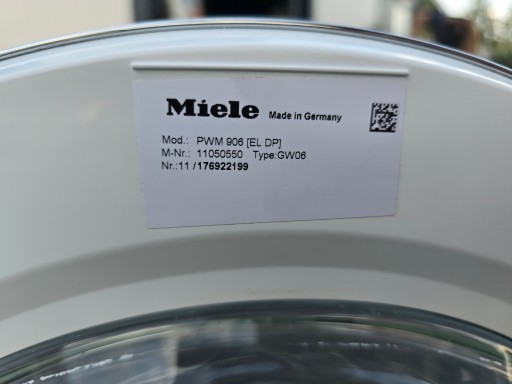 Miele Made in Germany
Mod.: PWM 906 [EL DP]
M-Nr.: 11050550 Type:GW06
Nr.:11 /176922199